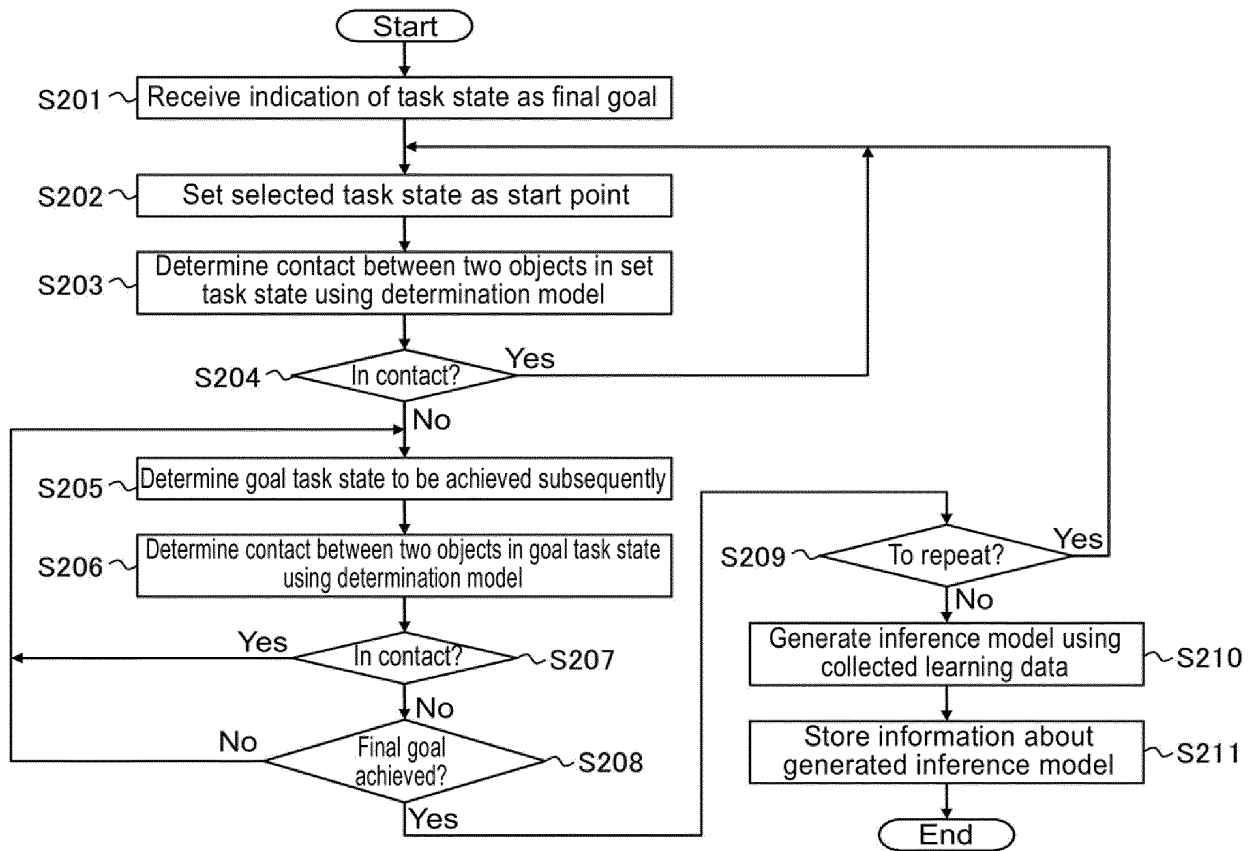 Start
S201
Receive indication of task state as final goal
S202
Set selected task state as start point
S203
Determine contact between two objects in set
task state using determination model
S204
In contact?
Yes
No
S205
Determine goal task state to be achieved subsequently
S206
Determine contact between two objects in goal task state
using determination model
Yes
In contact?
S207
No
No
Final goal
achieved?
S208
Yes
S209
To repeat?
Yes
No
Generate inference model using
collected learning data
S210
Store information about
generated inference model
S211
End